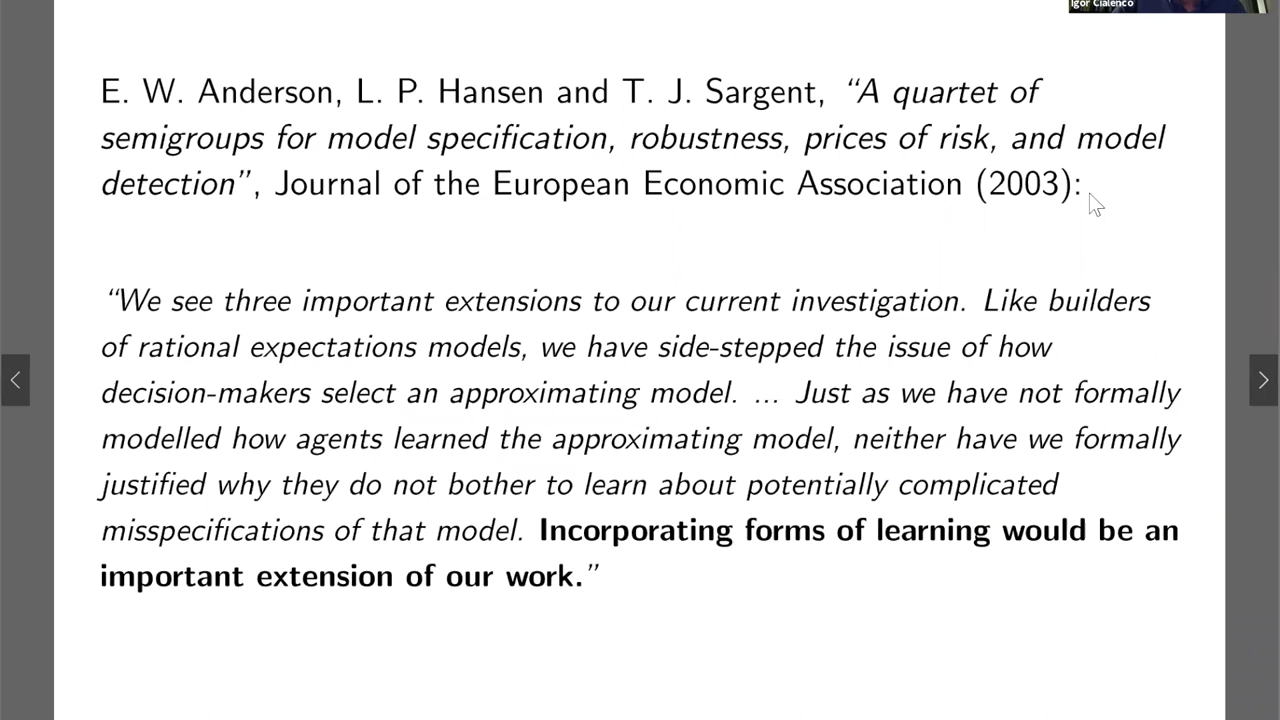 Igor Cialenco
E. W. Anderson, L. P. Hansen and T. J. Sargent, “A quartet of
semigroups for model specification, robustness, prices of risk, and model
detection”, Journal of the European Economic Association (2003):
“We see three important extensions to our current investigation. Like builders
of rational expectations models, we have side-stepped the issue of how
decision-makers select an approximating model. ... Just as we have not formally
modelled how agents learned the approximating model, neither have we formally
justified why they do not bother to learn about potentially complicated
misspecifications of that model. Incorporating forms of learning would be an
important extension of our work.”